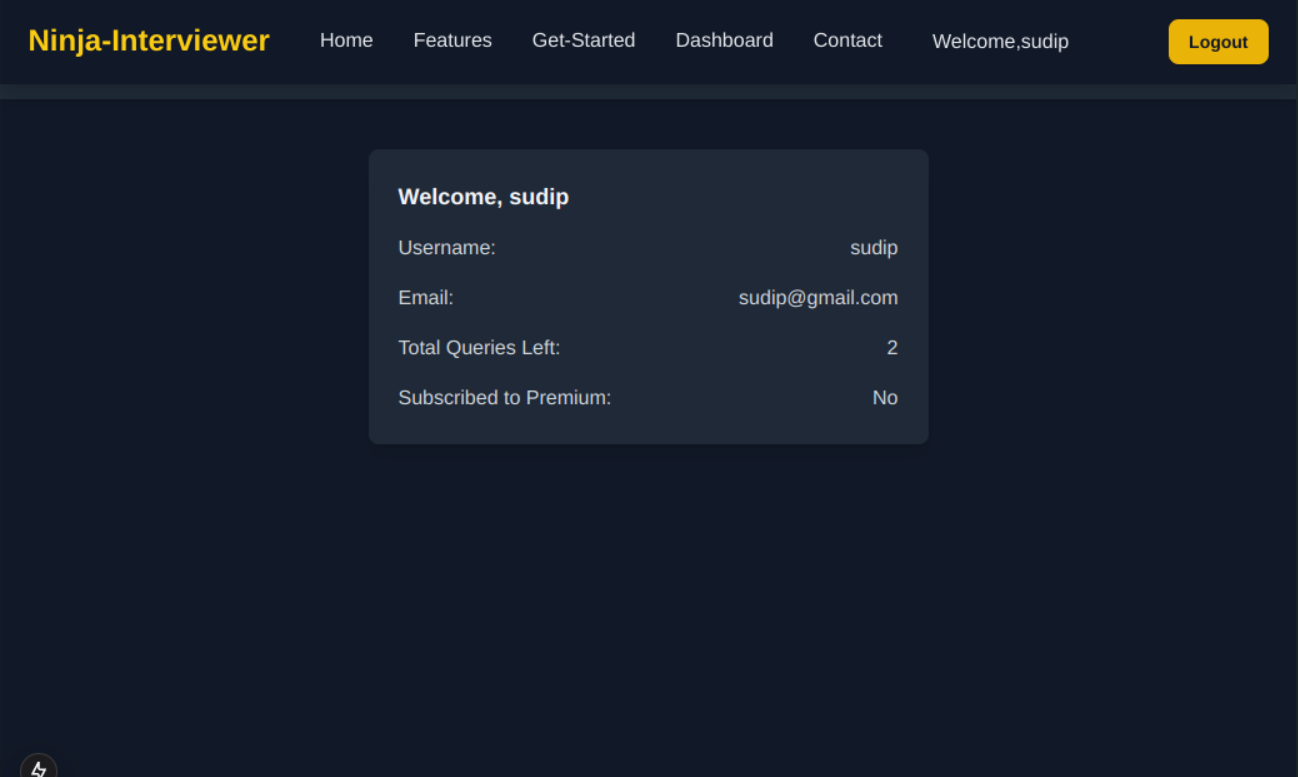 Ninja-Interviewer Home Features Get-Started Dashboard Contact Welcome,sudip Logout
Welcome, sudip
Username: sudip
Email: sudip@gmail.com
Total Queries Left: 2
Subscribed to Premium: No